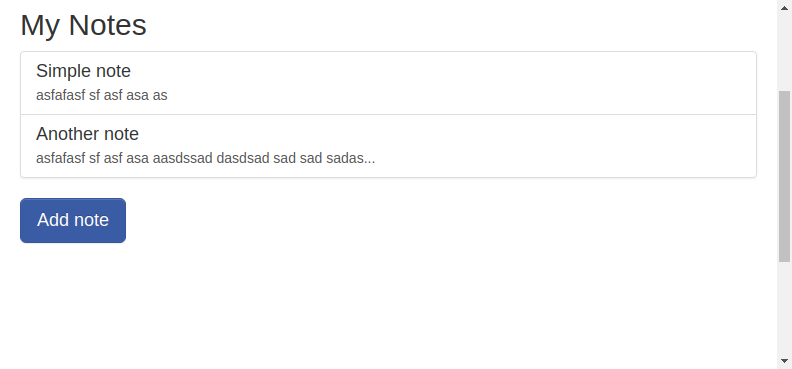 My Notes
Simple note
asfafasf sf asf asa as
Another note
asfafasf sf asf asa aasdssad dasdsad sad sad sadas...
Add note